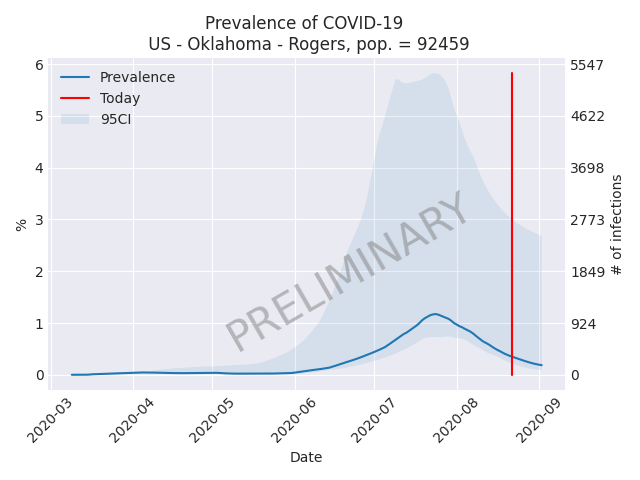 Prevalence of COVID-19
US - Oklahoma - Rogers, pop. = 92459
Prevalence
Today
95CI
6
5
4
3
2
1
0
%
5547
4622
3698
2773
1849
924
0
# of infections
PRELIMINARY
2020-03
2020-04
2020-05
2020-06
2020-07
2020-08
2020-09
Date